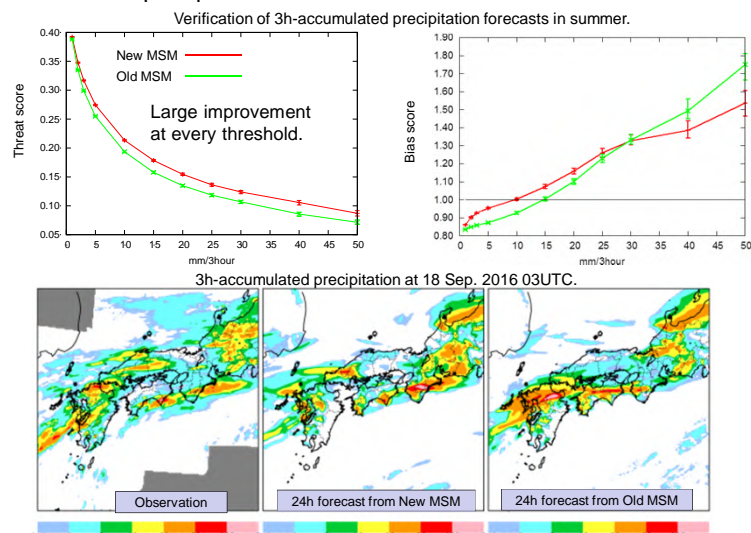 Verification of 3h-accumulated precipitation forecasts in summer.
0.40
0.35
0.30
0.25
0.20
0.15
0.10
0.05
Threat score
New MSM
Old MSM
Large improvement
at every threshold.
0 5 10 15 20 25 30 40 50
mm/3hour
1.90
1.80
1.70
1.60
1.50
1.40
1.30
1.20
1.10
1.00
0.90
0.80
Bias score
0 5 10 15 20 25 30 40 50
mm/3hour
3h-accumulated precipitation at 18 Sep. 2016 03UTC.
Observation
24h forecast from New MSM
24h forecast from Old MSM